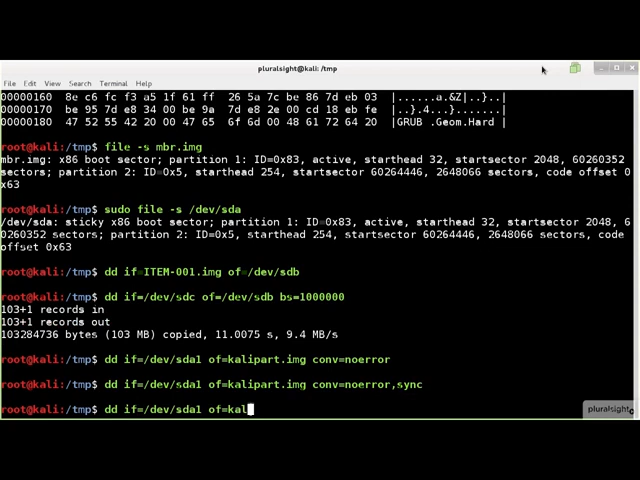 pluralsight@kali: /tmp
File Edit View Search Terminal Help
00000160 8e c6 fc f3 a5 1f 61 ff 26 5a 7c be 86 7d eb 03 |......a.&Z|..}..|
00000170 be 95 7d e8 34 00 be 9a 7d e8 2e 00 cd 18 eb fe |..}.4...}.......|
00000180 47 52 55 42 20 00 47 65 6f 6d 00 48 61 72 64 20 |GRUB .Geom.Hard |
root@kali:/tmp$ file -s mbr.img
mbr.img: x86 boot sector; partition 1: ID=0x83, active, starthead 32, startsector 2048, 60260352
sectors; partition 2: ID=0x5, starthead 254, startsector 60264446, 2648066 sectors, code offset 0
x63
root@kali:/tmp$ sudo file -s /dev/sda
/dev/sda: sticky x86 boot sector; partition 1: ID=0x83, active, starthead 32, startsector 2048, 6
0260352 sectors; partition 2: ID=0x5, starthead 254, startsector 60264446, 2648066 sectors, code
offset 0x63
root@kali:/tmp$ dd if=ITEM-001.img of=/dev/sdb
root@kali:/tmp$ dd if=/dev/sdc of=/dev/sdb bs=1000000
103+1 records in
103+1 records out
103284736 bytes (103 MB) copied, 11.0075 s, 9.4 MB/s
root@kali:/tmp$ dd if=/dev/sda1 of=kalipart.img conv=noerror
root@kali:/tmp$ dd if=/dev/sda1 of=kalipart.img conv=noerror,sync
root@kali:/tmp$ dd if=/dev/sda1 of=kal
pluralsight